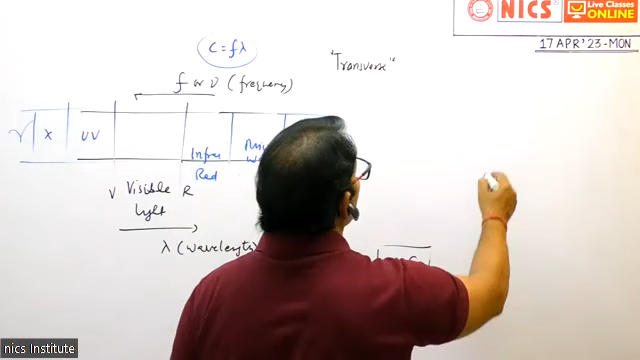 NICS
Live Classes
ONLINE
17 APR'23-MON
C = fλ
"Transverse"
f or ν (frequency)
γ X UV
Infra
Red
V Visible R
Light
λ (wavelength)
nics Institute